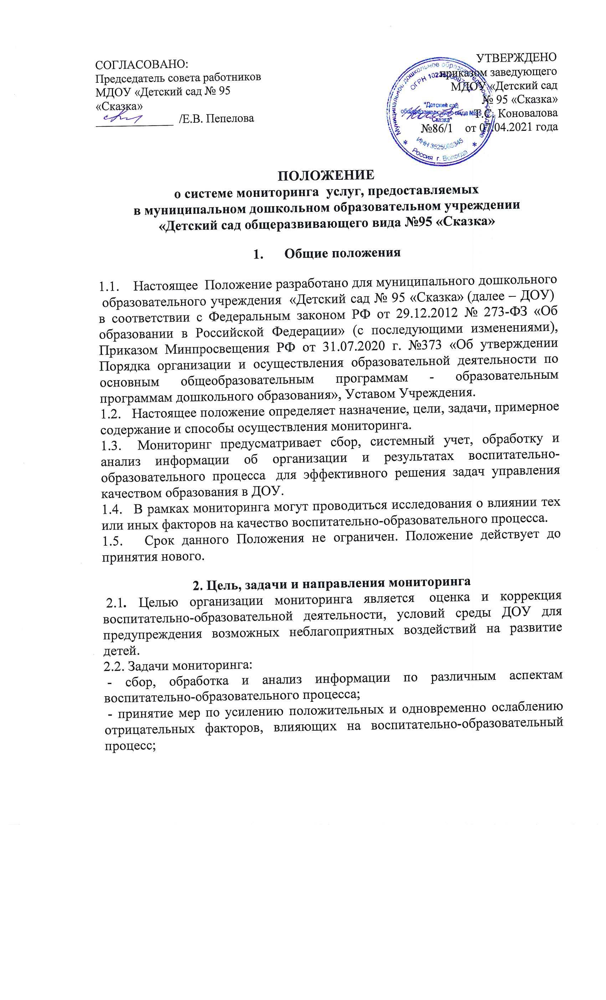 СОГЛАСОВАНО:
Председатель совета работников
МДОУ «Детский сад № 95
«Сказка»
/Е.В. Пепелова
УТВЕРЖДЕНО
приказом заведующего
МДОУ «Детский сад
№ 95 «Сказка»
Т.С. Коновалова
№86/1 от 07.04.2021 года
Муниципальное дошкольное образовательное учреждение
ОГРН
"Детский сад
общеразвивающего вида №95
"Сказка"
ИНН 3525085345
Россия г. Вологда
ПОЛОЖЕНИЕ
о системе мониторинга услуг, предоставляемых
в муниципальном дошкольном образовательном учреждении
«Детский сад общеразвивающего вида №95 «Сказка»
1. Общие положения
1.1. Настоящее Положение разработано для муниципального дошкольного
образовательного учреждения «Детский сад № 95 «Сказка» (далее – ДОУ)
в соответствии с Федеральным законом РФ от 29.12.2012 № 273-ФЗ «Об
образовании в Российской Федерации» (с последующими изменениями),
Приказом Минпросвещения РФ от 31.07.2020 г. №373 «Об утверждении
Порядка организации и осуществления образовательной деятельности по
основным общеобразовательным программам - образовательным
программам дошкольного образования», Уставом Учреждения.
1.2. Настоящее положение определяет назначение, цели, задачи, примерное
содержание и способы осуществления мониторинга.
1.3. Мониторинг предусматривает сбор, системный учет, обработку и
анализ информации об организации и результатах воспитательно-
образовательного процесса для эффективного решения задач управления
качеством образования в ДОУ.
1.4. В рамках мониторинга могут проводиться исследования о влиянии тех
или иных факторов на качество воспитательно-образовательного процесса.
1.5. Срок данного Положения не ограничен. Положение действует до
принятия нового.
2. Цель, задачи и направления мониторинга
2.1. Целью организации мониторинга является оценка и коррекция
воспитательно-образовательной деятельности, условий среды ДОУ для
предупреждения возможных неблагоприятных воздействий на развитие
детей.
2.2. Задачи мониторинга:
- сбор, обработка и анализ информации по различным аспектам
воспитательно-образовательного процесса;
- принятие мер по усилению положительных и одновременно ослаблению
отрицательных факторов, влияющих на воспитательно-образовательный
процесс;